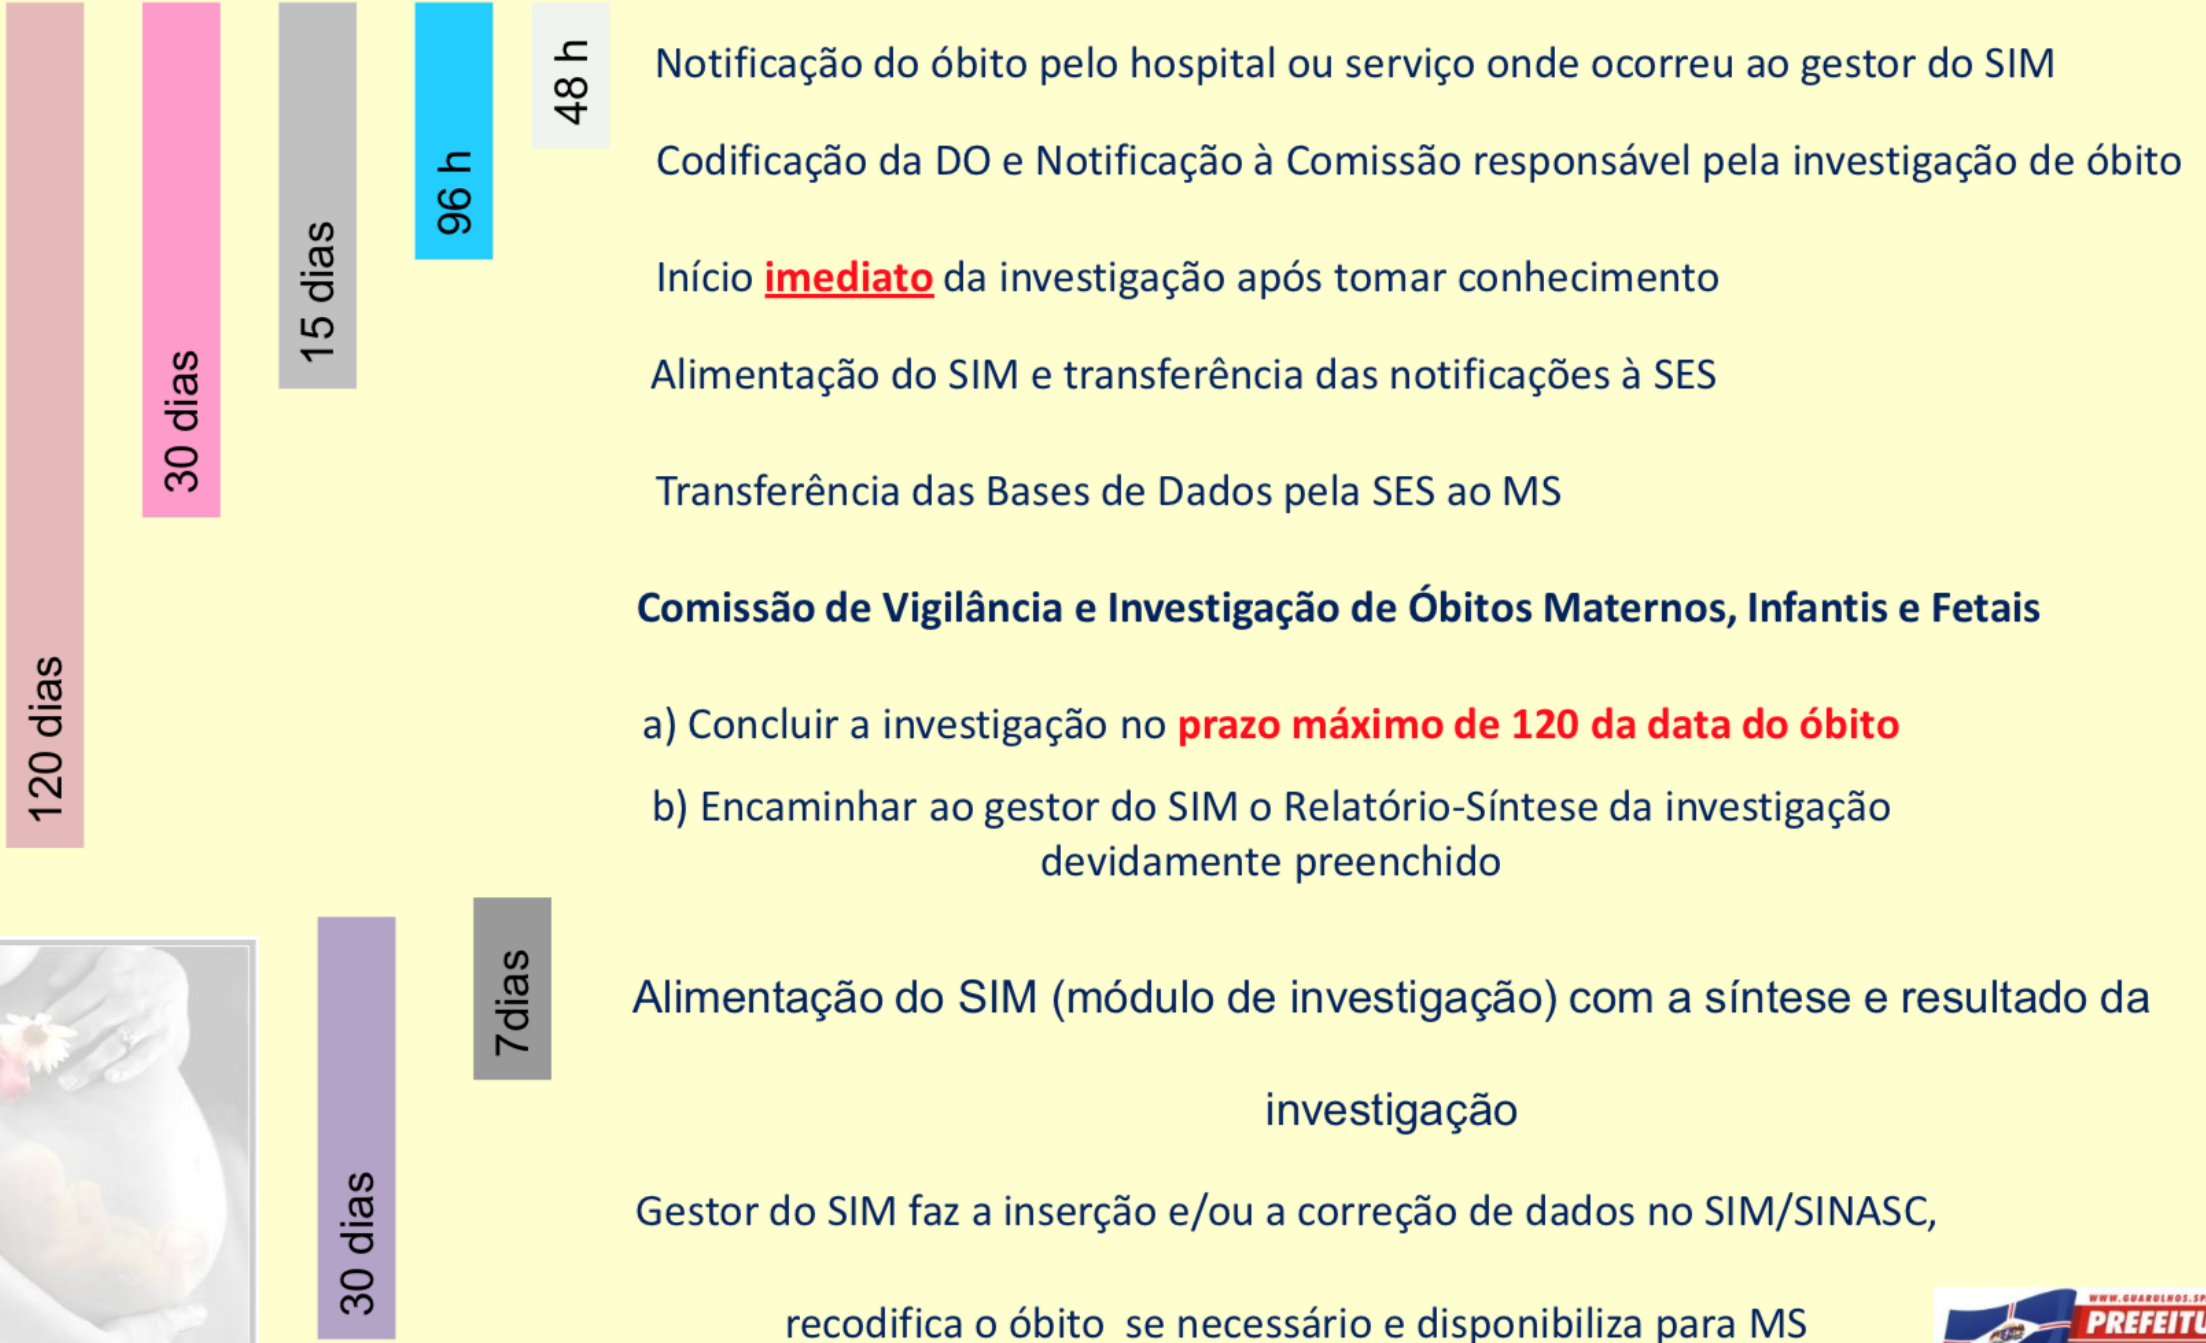 48 h
Notificação do óbito pelo hospital ou serviço onde ocorreu ao gestor do SIM
96 h
Codificação da DO e Notificação à Comissão responsável pela investigação de óbito
Início imediato da investigação após tomar conhecimento
15 dias
Alimentação do SIM e transferência das notificações à SES
30 dias
Transferência das Bases de Dados pela SES ao MS
Comissão de Vigilância e Investigação de Óbitos Maternos, Infantis e Fetais
120 dias
a) Concluir a investigação no prazo máximo de 120 da data do óbito
b) Encaminhar ao gestor do SIM o Relatório-Síntese da investigação
devidamente preenchido
7dias
Alimentação do SIM (módulo de investigação) com a síntese e resultado da
investigação
30 dias
Gestor do SIM faz a inserção e/ou a correção de dados no SIM/SINASC,
recodifica o óbito se necessário e disponibiliza para MS
WWW.GUARULHOS.SP
PREFEITU